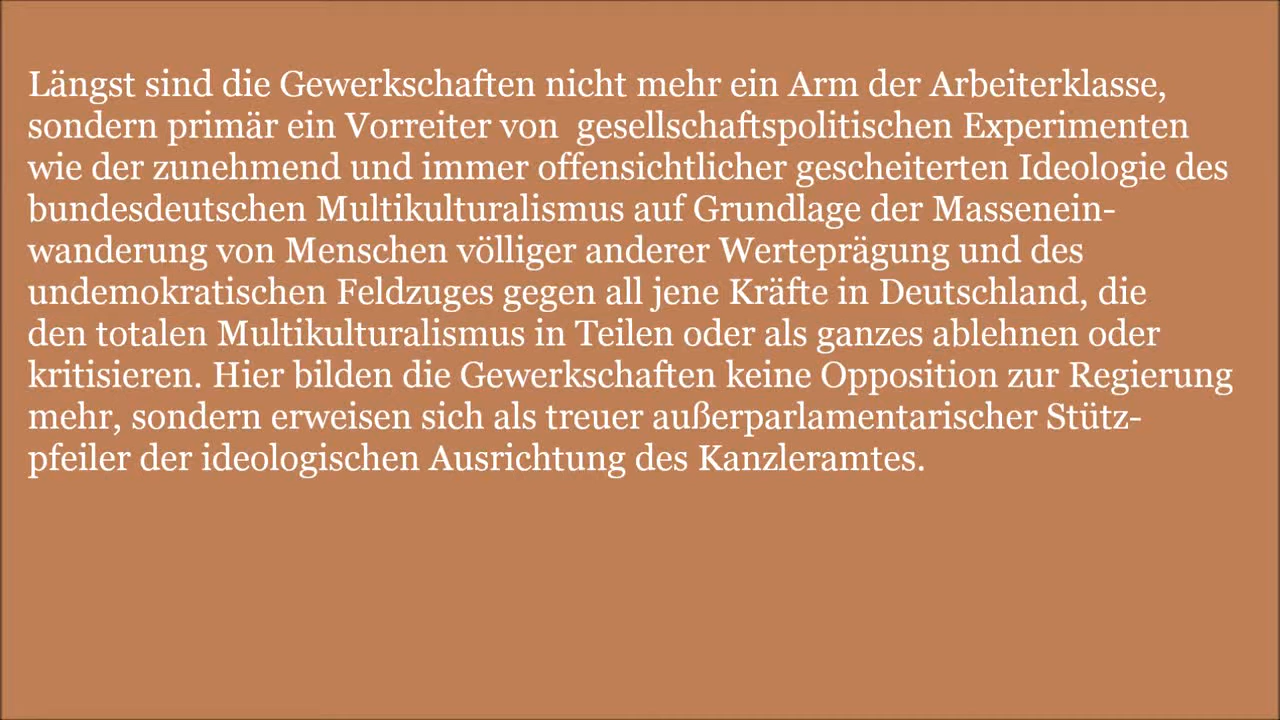 Längst sind die Gewerkschaften nicht mehr ein Arm der Arbeiterklasse,
sondern primär ein Vorreiter von  gesellschaftspolitischen Experimenten
wie der zunehmend und immer offensichtlicher gescheiterten Ideologie des
bundesdeutschen Multikulturalismus auf Grundlage der Massenein-
wanderung von Menschen völliger anderer Werteprägung und des
undemokratischen Feldzuges gegen all jene Kräfte in Deutschland, die
den totalen Multikulturalismus in Teilen oder als ganzes ablehnen oder
kritisieren. Hier bilden die Gewerkschaften keine Opposition zur Regierung
mehr, sondern erweisen sich als treuer außerparlamentarischer Stütz-
pfeiler der ideologischen Ausrichtung des Kanzleramtes.